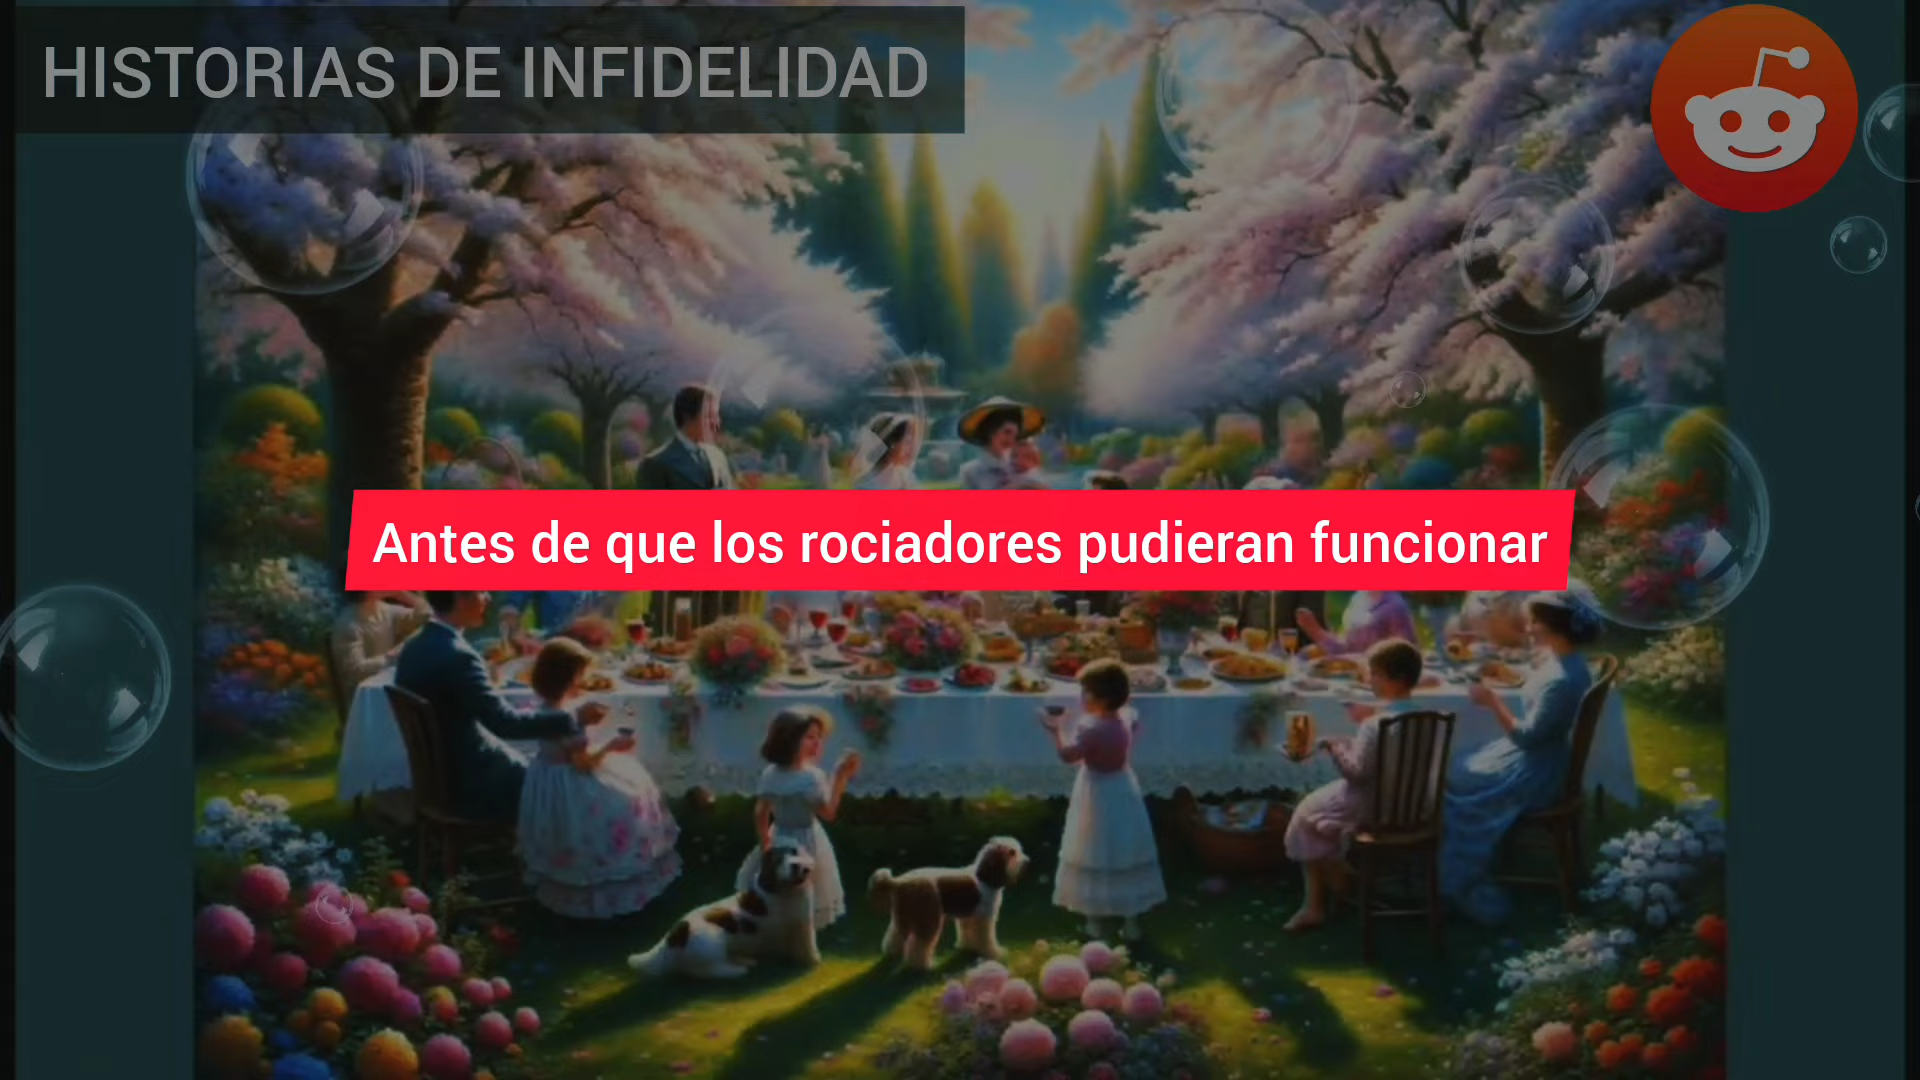 HISTORIAS DE INFIDELIDAD
Antes de que los rociadores pudieran funcionar